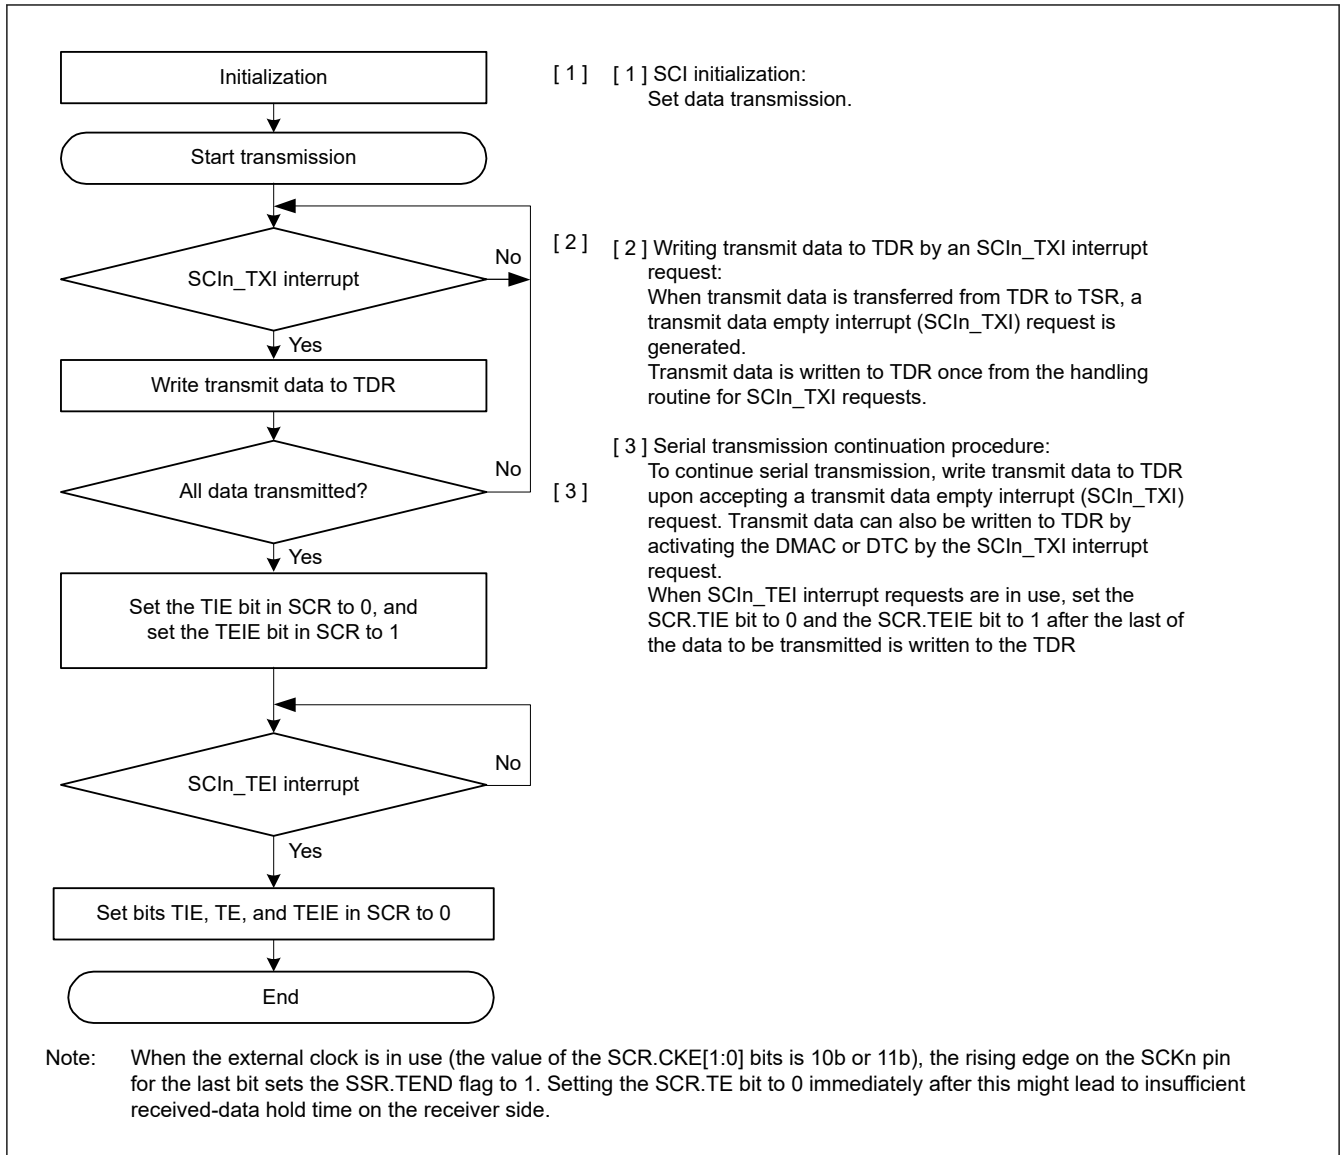 Initialization
[ 1 ]
[ 1 ] SCI initialization:
Set data transmission.
Start transmission
SCIn_TXI interrupt
No
Yes
[ 2 ]
[ 2 ] Writing transmit data to TDR by an SCIn_TXI interrupt
request:
When transmit data is transferred from TDR to TSR, a
transmit data empty interrupt (SCIn_TXI) request is
generated.
Transmit data is written to TDR once from the handling
routine for SCIn_TXI requests.
Write transmit data to TDR
All data transmitted?
No
Yes
[ 3 ]
[ 3 ] Serial transmission continuation procedure:
To continue serial transmission, write transmit data to TDR
upon accepting a transmit data empty interrupt (SCIn_TXI)
request. Transmit data can also be written to TDR by
activating the DMAC or DTC by the SCIn_TXI interrupt
request.
When SCIn_TEI interrupt requests are in use, set the
SCR.TIE bit to 0 and the SCR.TEIE bit to 1 after the last of
the data to be transmitted is written to the TDR
Set the TIE bit in SCR to 0, and
set the TEIE bit in SCR to 1
SCIn_TEI interrupt
No
Yes
Set bits TIE, TE, and TEIE in SCR to 0
End
Note: When the external clock is in use (the value of the SCR.CKE[1:0] bits is 10b or 11b), the rising edge on the SCKn pin
for the last bit sets the SSR.TEND flag to 1. Setting the SCR.TE bit to 0 immediately after this might lead to insufficient
received-data hold time on the receiver side.